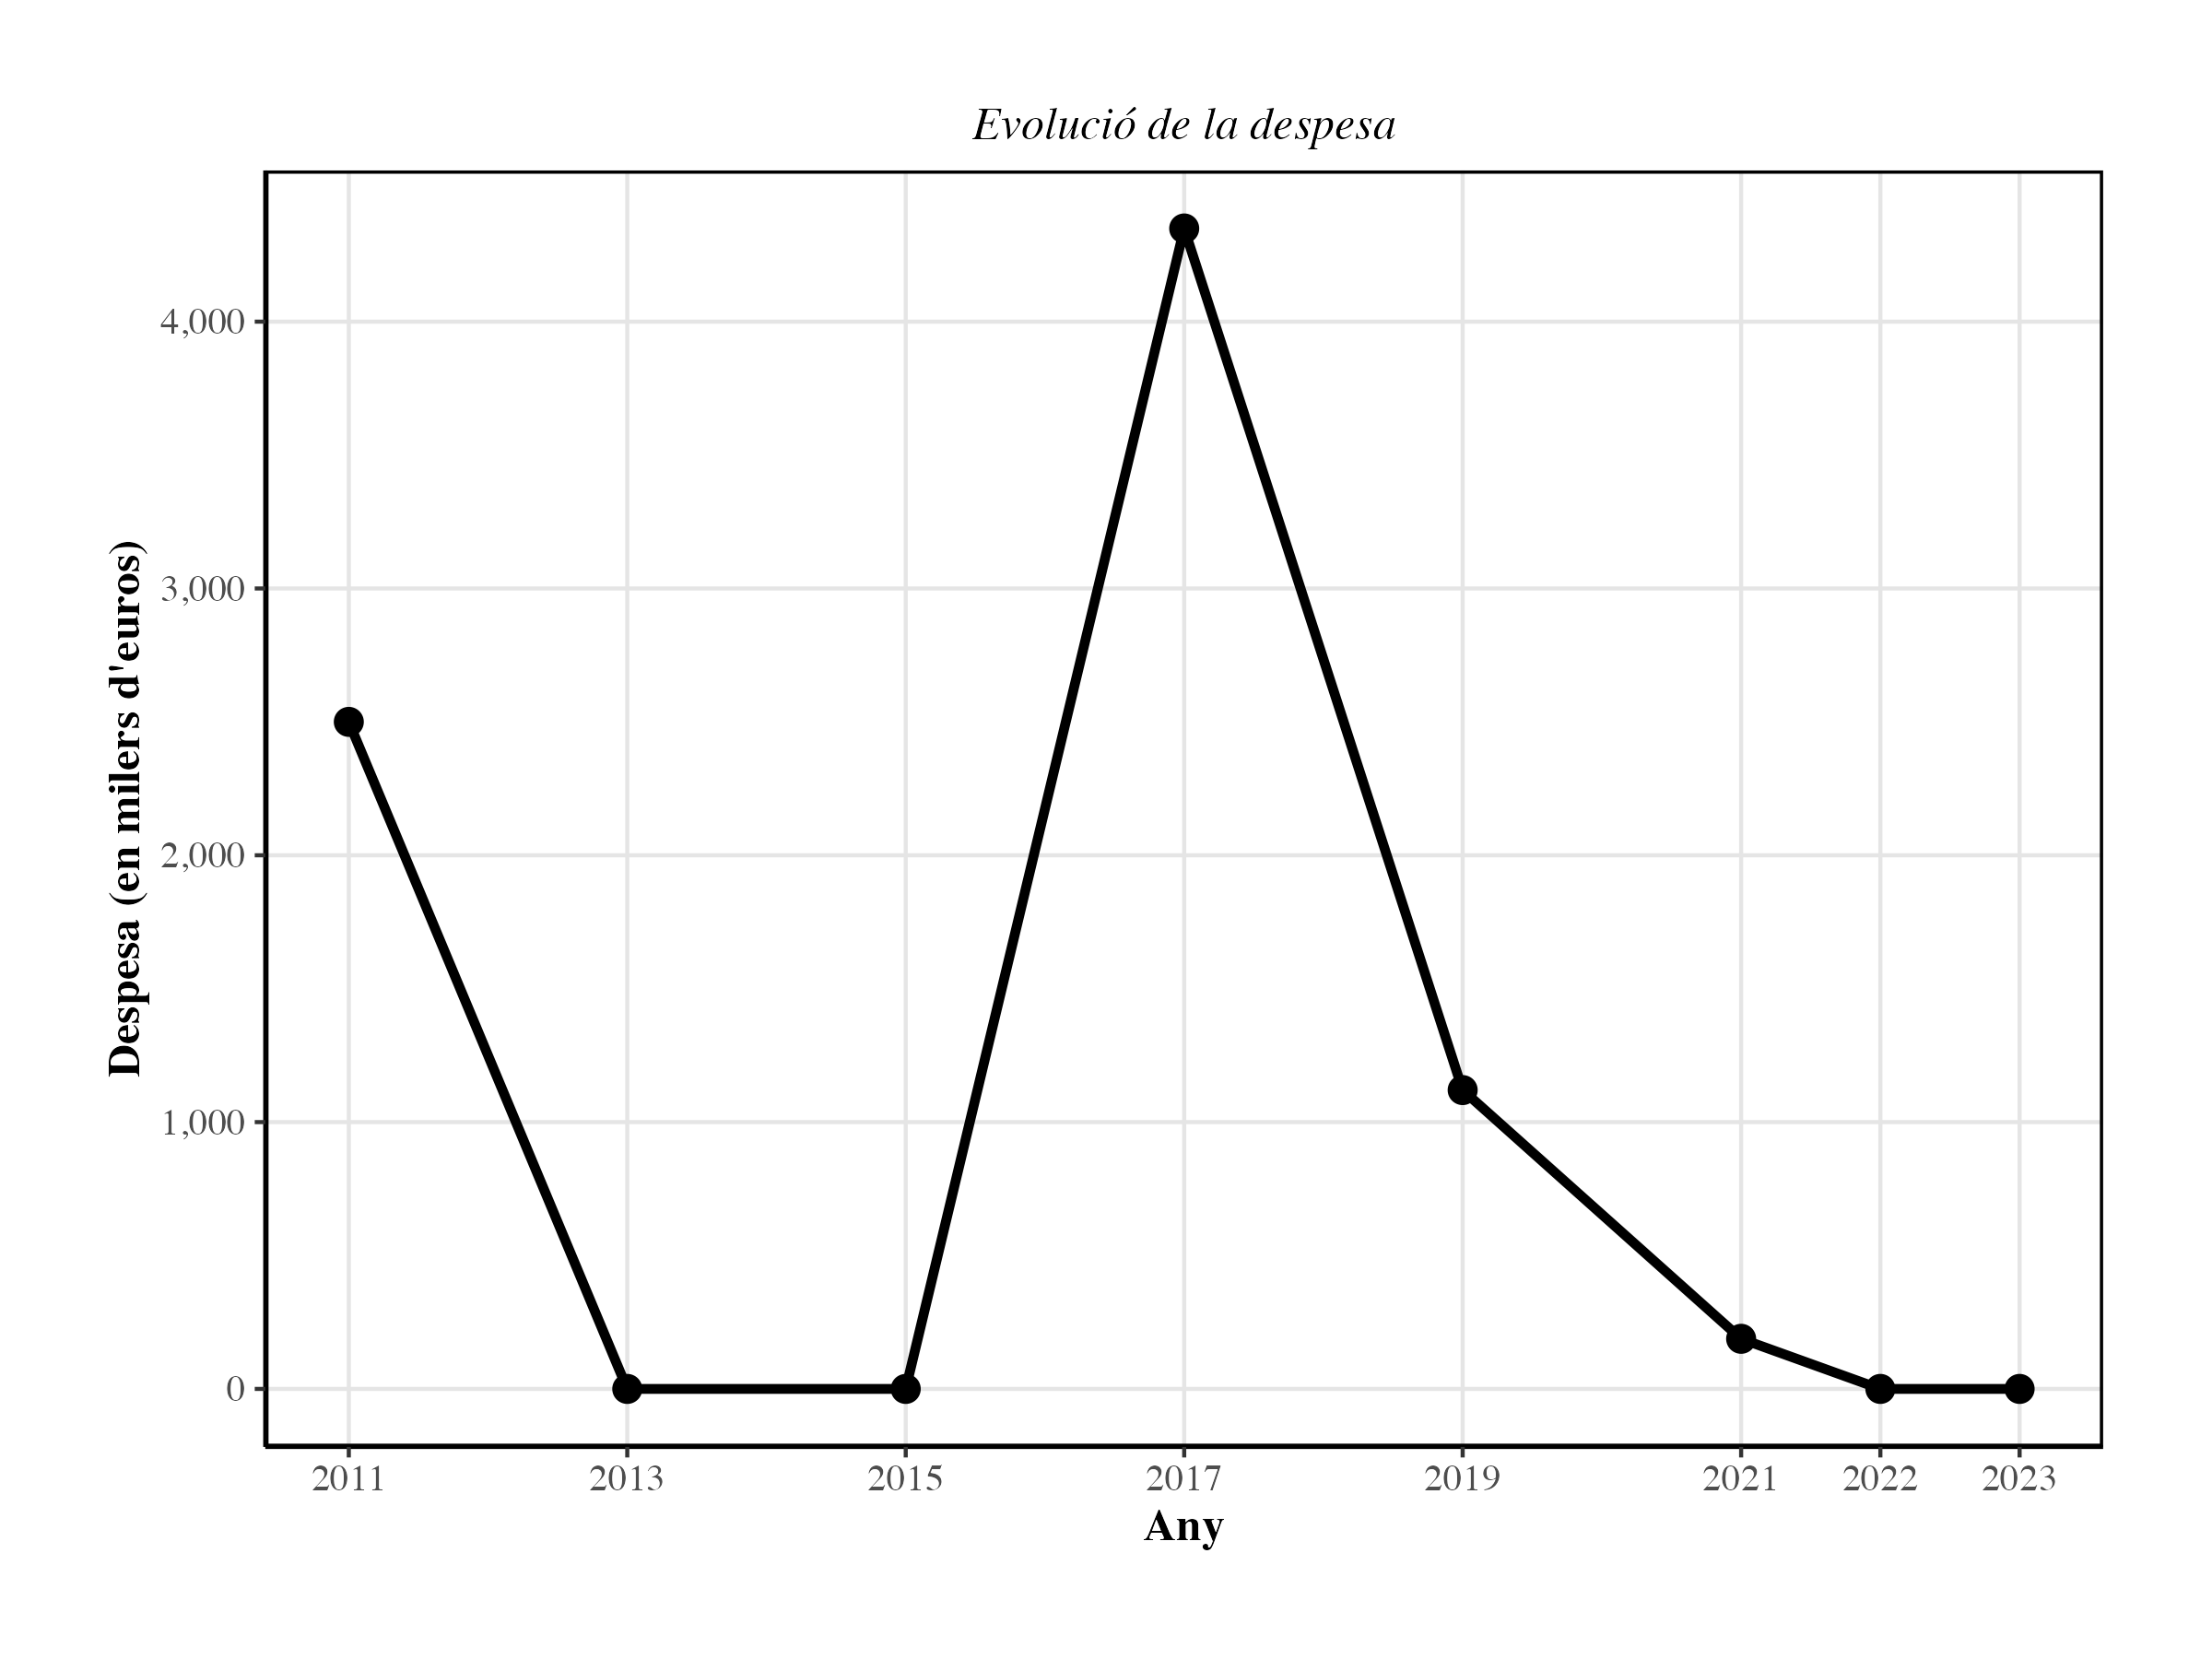 Evolució de la despesa
Despesa (en milers d'euros)
4,000
3,000
2,000
1,000
0
2011 2013 2015 2017 2019 2021 2022 2023
Any